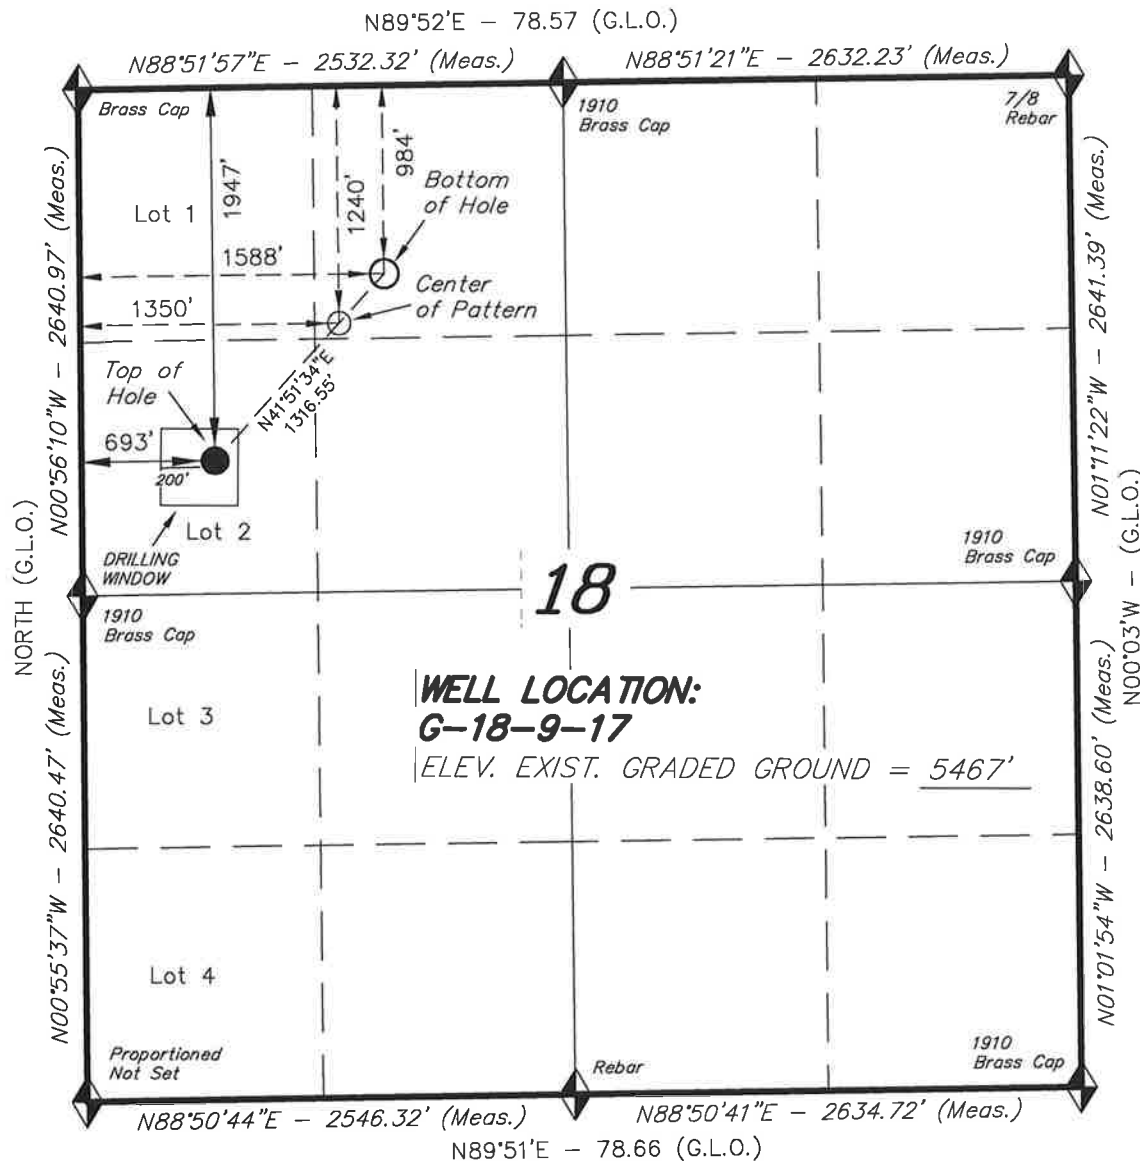 N89°52'E - 78.57 (G.L.O.)
N88°51'57"E - 2532.32' (Meas.)
N88°51'21"E - 2632.23' (Meas.)
Brass Cap
1910
Brass Cap
7/8
Rebar
N00°56'10"W - 2640.97' (Meas.)
1947'
1240'
984'
N01°11'22"W - 2641.39' (Meas.)
Lot 1
Bottom
of Hole
1588'
Center
of Pattern
1350'
Top of
Hole
N41°51'34"E
1316.55'
693'
200'
Lot 2
DRILLING
WINDOW
1910
Brass Cap
NORTH (G.L.O.)
N00°03'W - (G.L.O.)
18
1910
Brass Cap
N00°55'37"W - 2640.47' (Meas.)
Lot 3
WELL LOCATION:
G-18-9-17
ELEV. EXIST. GRADED GROUND = 5467'
N01°01'54"W - 2638.60' (Meas.)
Lot 4
Proportioned
Not Set
Rebar
1910
Brass Cap
N88°50'44"E - 2546.32' (Meas.)
N88°50'41"E - 2634.72' (Meas.)
N89°51'E - 78.66 (G.L.O.)